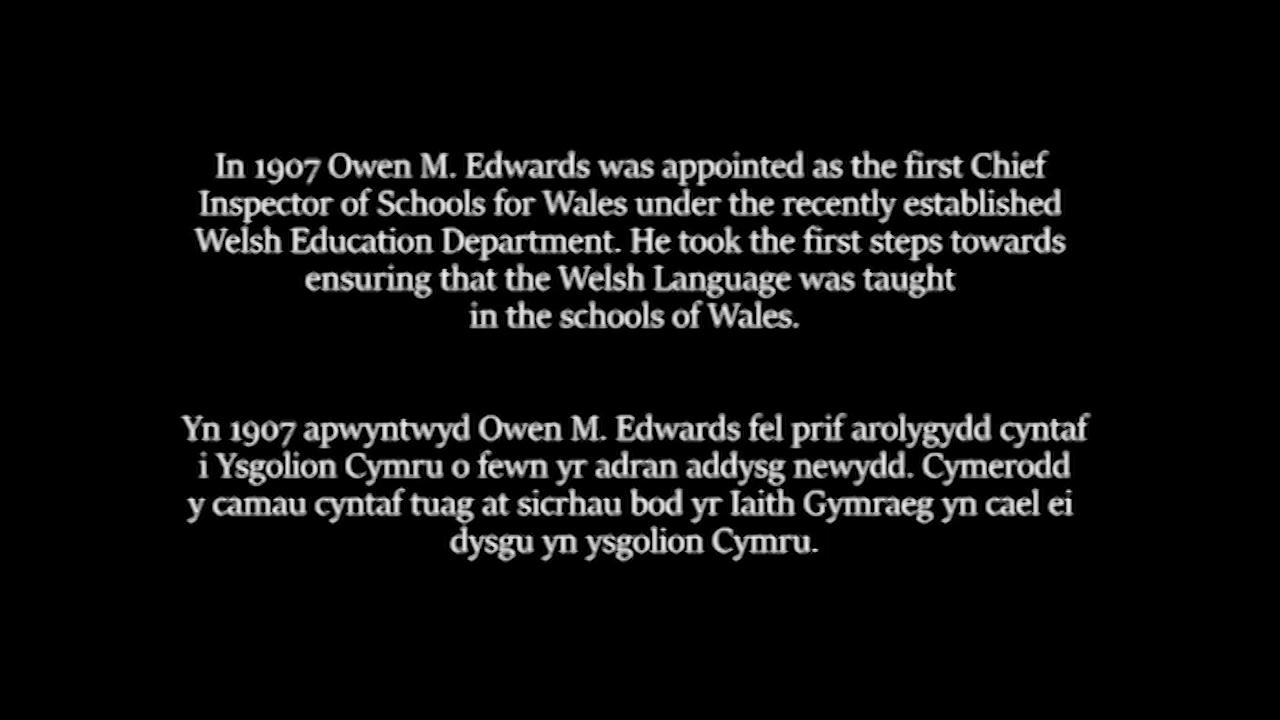 In 1907 Owen M. Edwards was appointed as the first Chief
Inspector of Schools for Wales under the recently established
Welsh Education Department. He took the first steps towards
ensuring that the Welsh Language was taught
in the schools of Wales.
Yn 1907 apwyntwyd Owen M. Edwards fel prif arolygydd cyntaf
i Ysgolion Cymru o fewn yr adran addysg newydd. Cymerodd
y camau cyntaf tuag at sicrhau bod yr Iaith Gymraeg yn cael ei
dysgu yn ysgolion Cymru.